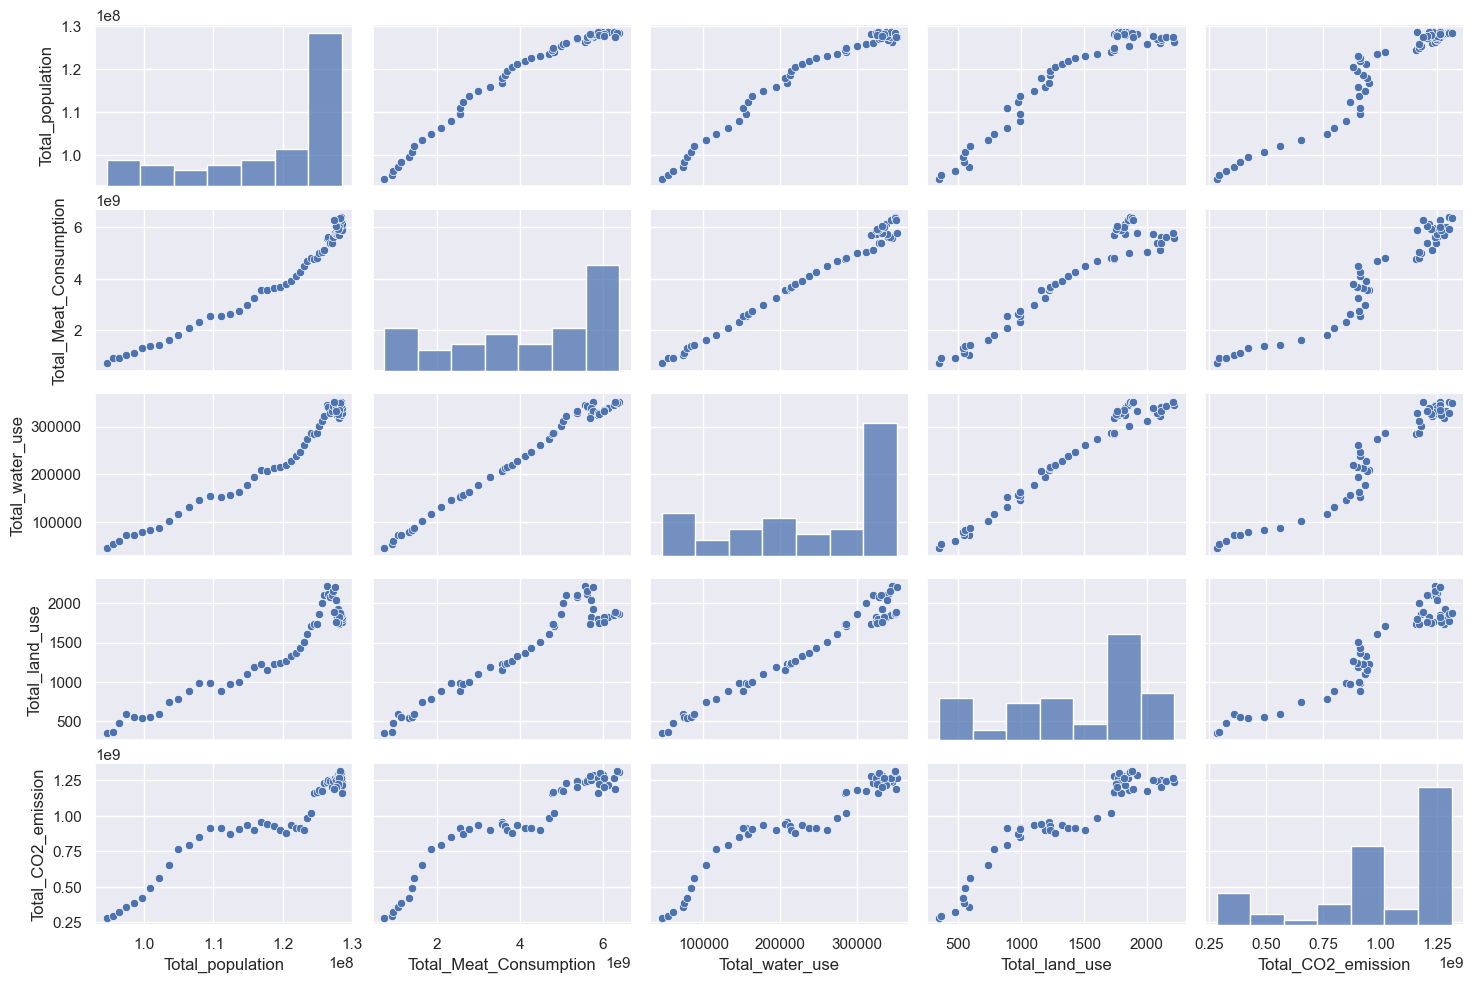 1e8
1.3
1.2
1.1
1.0
Total_population
1e9
6
4
2
Total_Meat_Consumption
300000
200000
100000
Total_water_use
2000
1500
1000
500
Total_land_use
1e9
1.25
1.00
0.75
0.50
0.25
Total_CO2_emission
1.0 1.1 1.2 1.3
2 4 6
100000 200000 300000
500 1000 1500 2000
0.25 0.50 0.75 1.00 1.25
Total_population 1e8
Total_Meat_Consumption 1e9
Total_water_use
Total_land_use
Total_CO2_emission 1e9